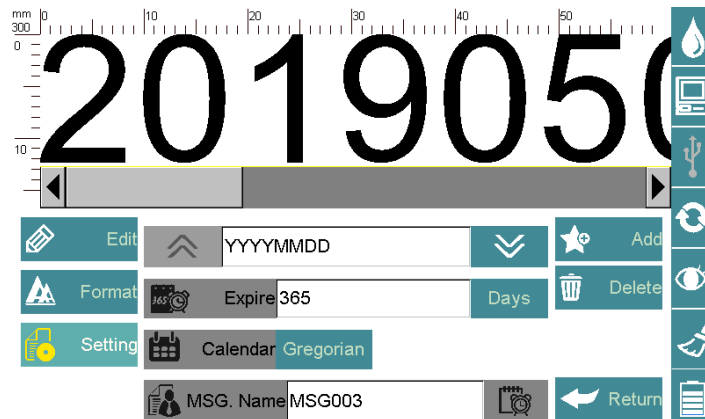 mm 0 10 20 30 40 50
300
0
2019050
10
Edit YYYYMMDD Add
Format 365 Expire 365 Days Delete
Setting Calendar Gregorian
MSG. Name MSG003 Return